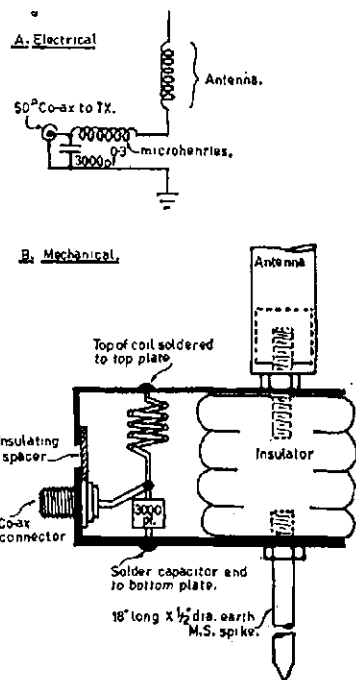 A. Electrical
Antenna.
50Ω Co-ax to TX.
0.3 microhenries.
3000pf
B. Mechanical.
Antenna
Top of coil soldered
to top plate
Insulating
spacer
Insulator
Co-ax
connector
3000
pf.
Solder capacitor end
to bottom plate.
18" long X ½" dia. earth
M.S. spike.